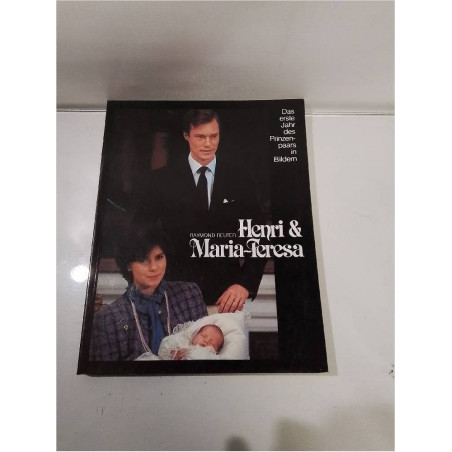 Das
erste
Jahr
des
Prinzen-
paars
in
Bildern
RAYMOND REUTER
Henri &
Maria-Teresa